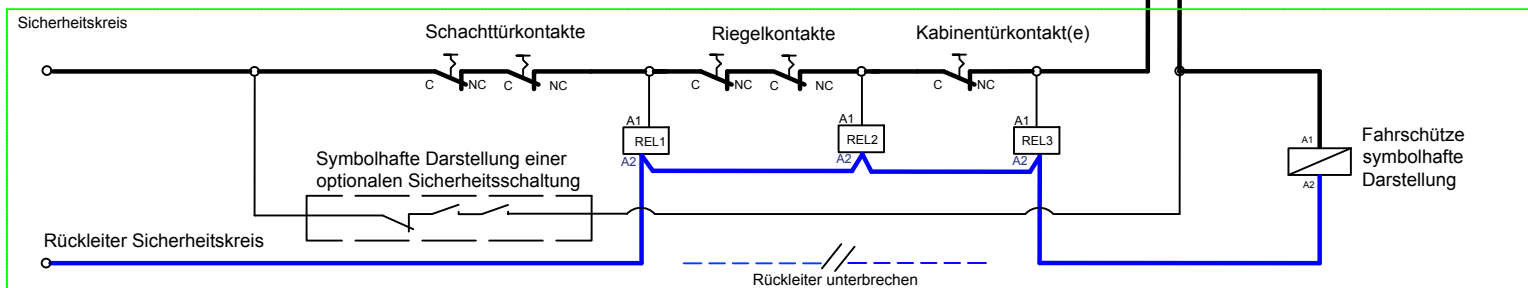 Sicherheitskreis
Schachttürkontakte
Riegelkontakte
Kabinentürkontakt(e)
C NC C NC
C NC C NC
C NC
A1
REL1
A2
A1
REL2
A2
A1
REL3
A2
A1
A2
Fahrschütze
symbolhafte
Darstellung
Symbolhafte Darstellung einer
optionalen Sicherheitsschaltung
Rückleiter Sicherheitskreis
Rückleiter unterbrechen